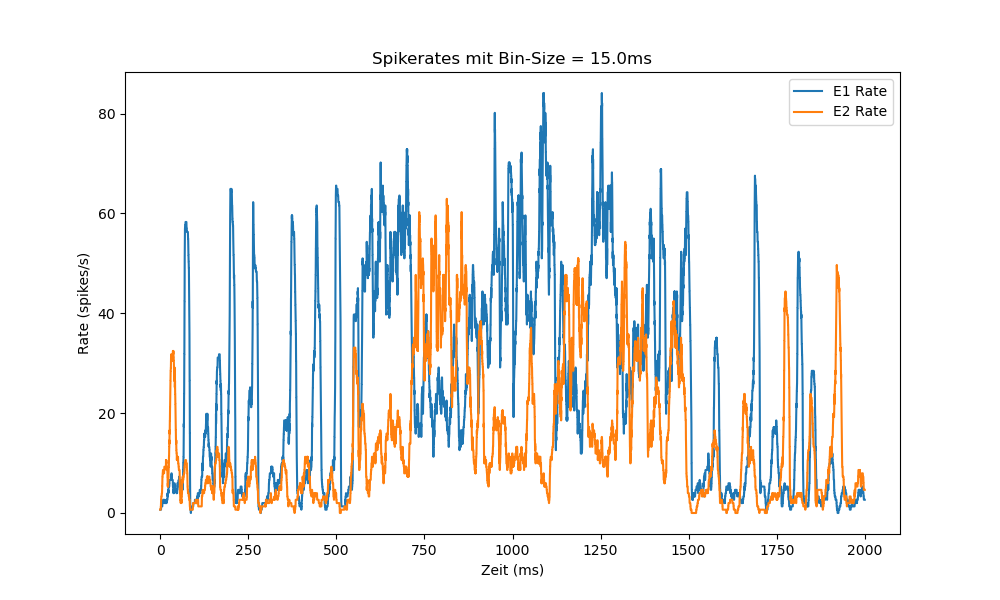 Spikerates mit Bin-Size = 15.0ms
E1 Rate
E2 Rate
Rate (spikes/s)
80
60
40
20
0
0 250 500 750 1000 1250 1500 1750 2000
Zeit (ms)